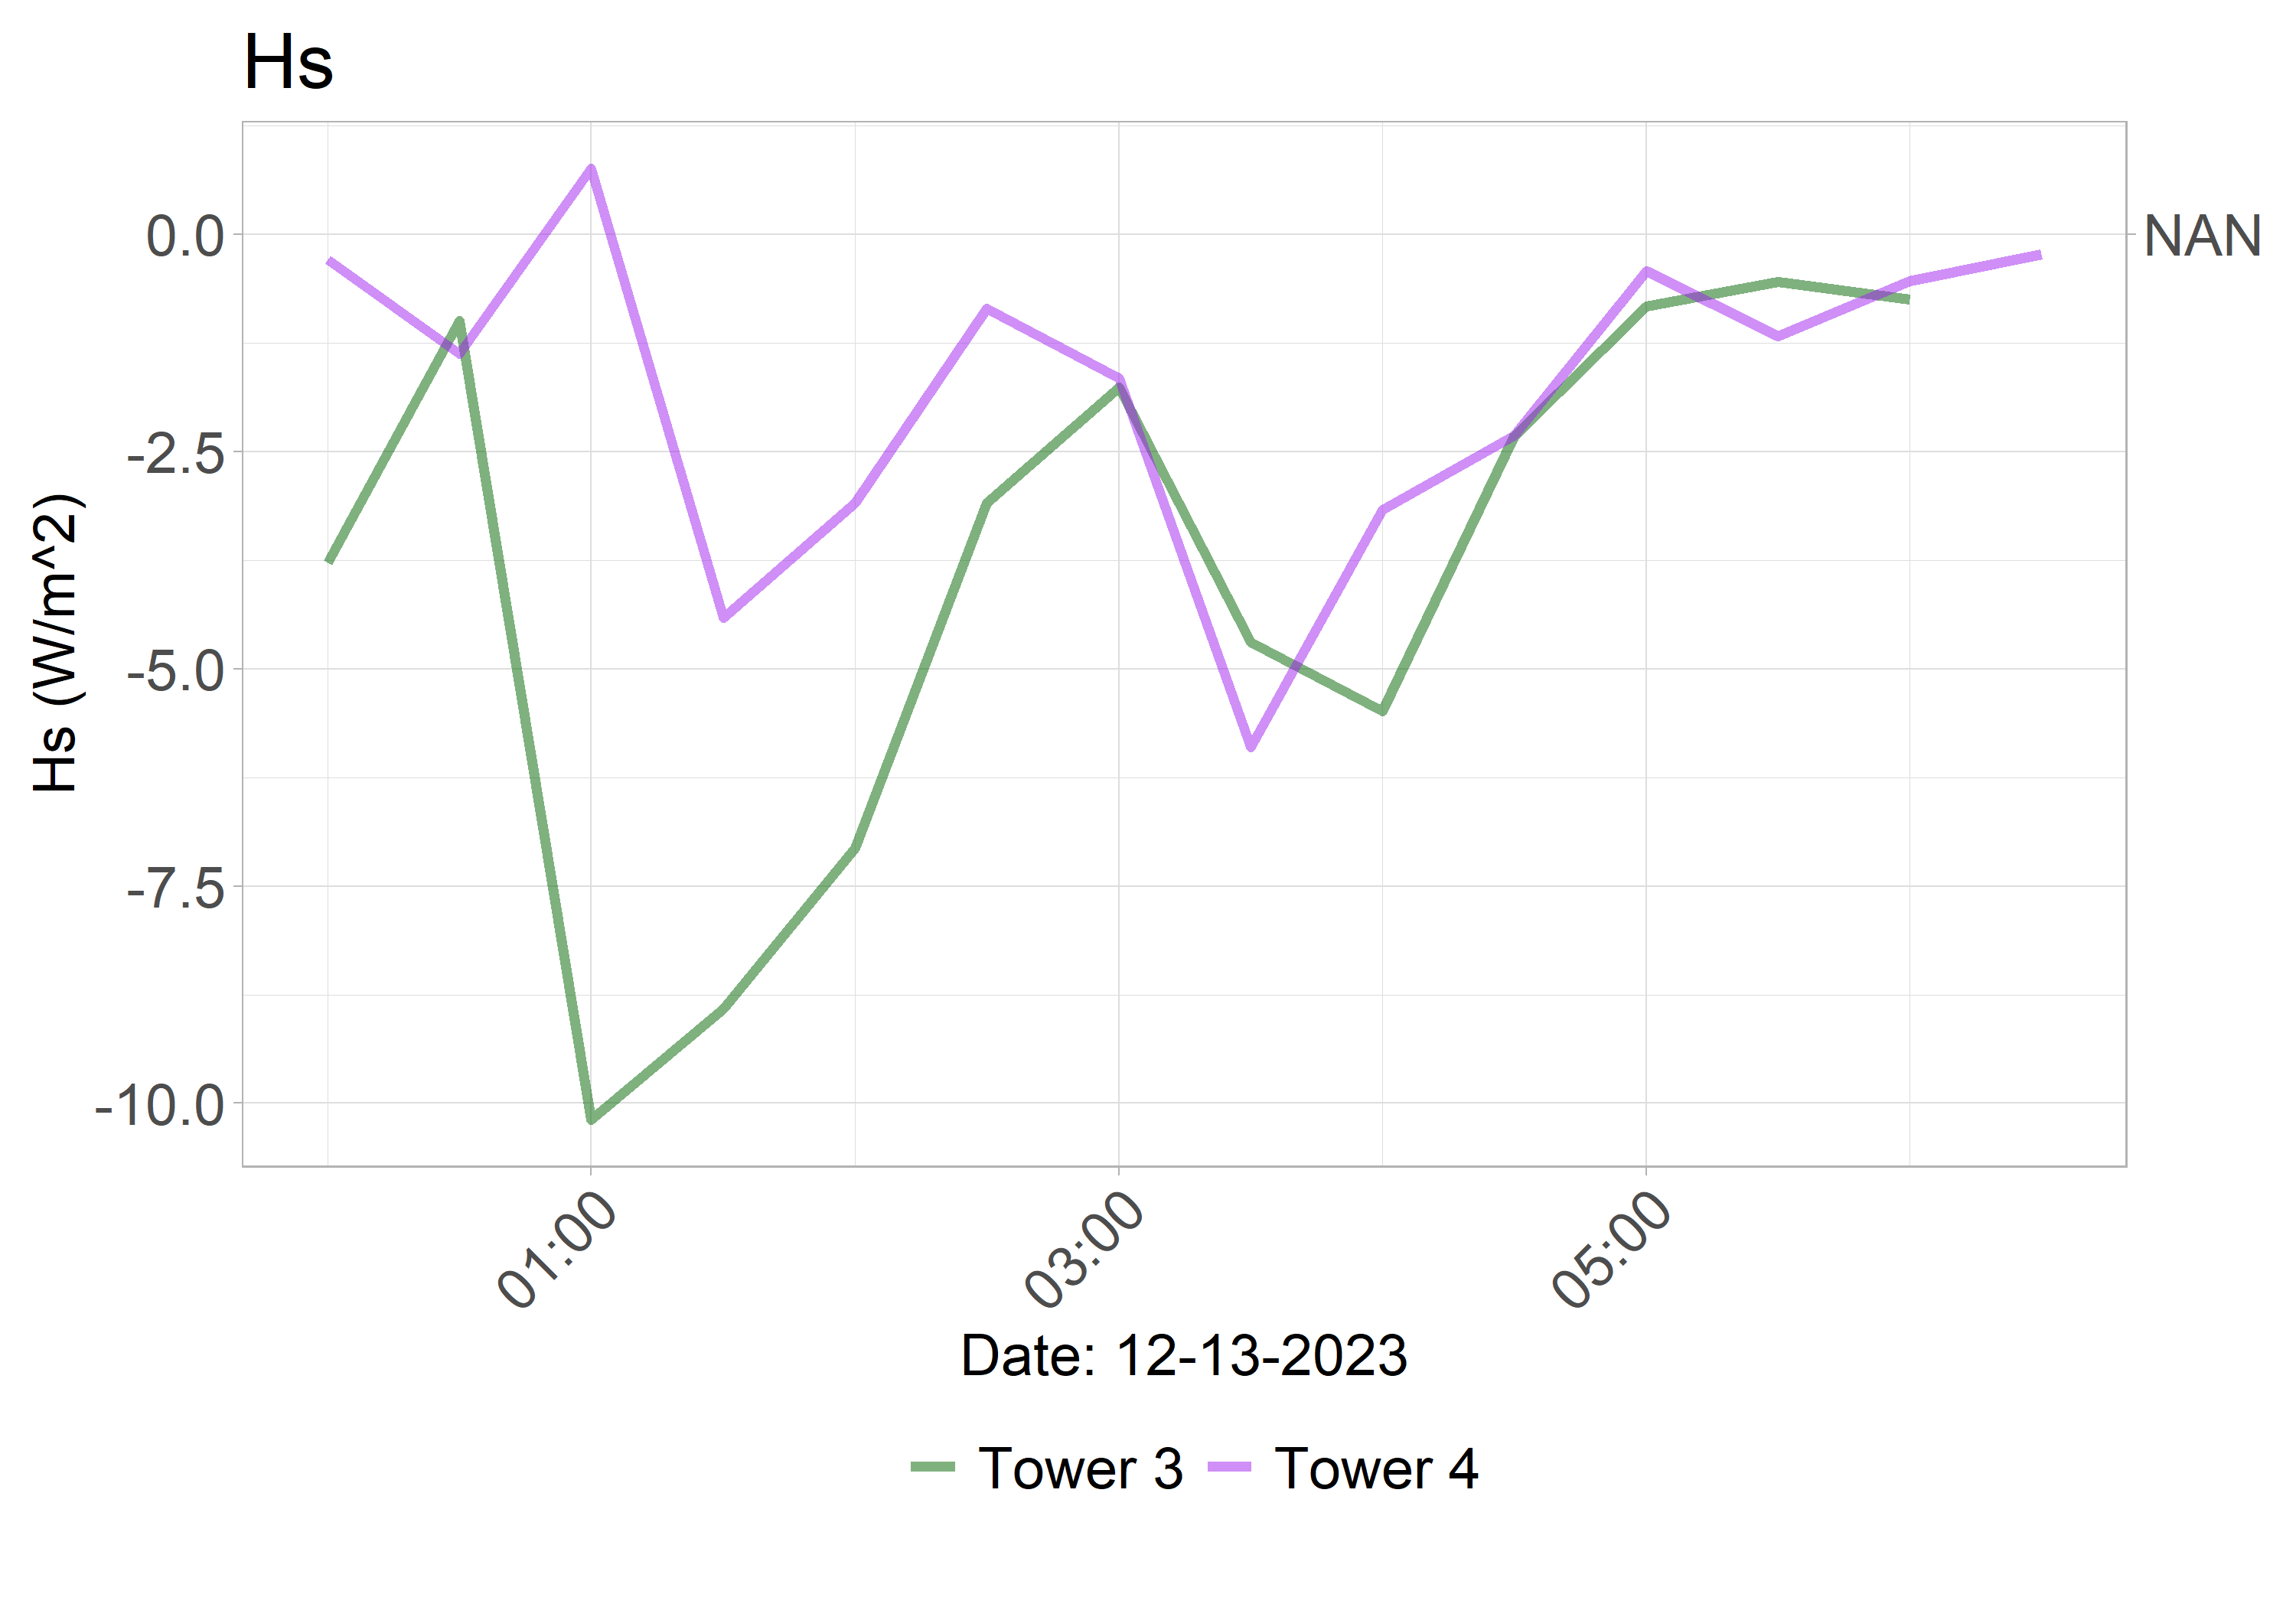 Hs
Hs (W/m^2)
0.0
-2.5
-5.0
-7.5
-10.0
NAN
01:00
03:00
05:00
Date: 12-13-2023
Tower 3
Tower 4